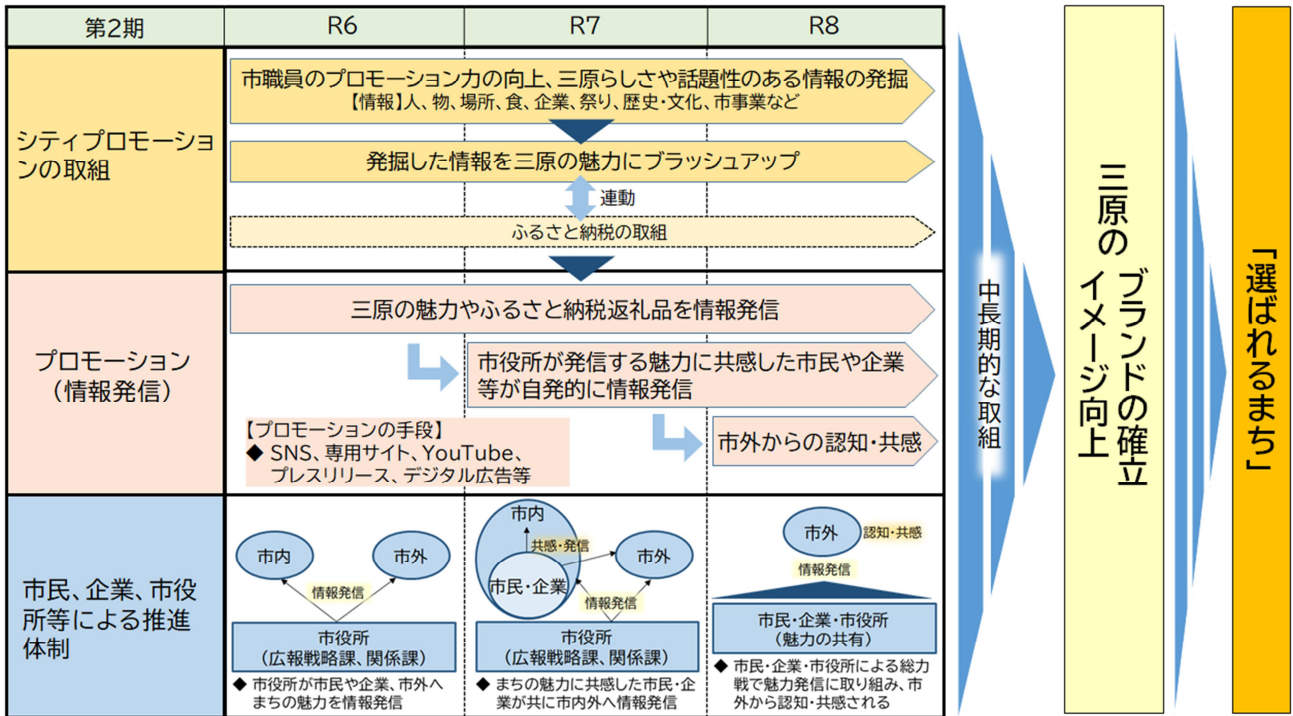 第2期
R6
R7
R8
シティプロモーショ
ンの取組
市職員のプロモーション力の向上、三原らしさや話題性のある情報の発掘
【情報】人、物、場所、食、企業、祭り、歴史・文化、市事業など
発掘した情報を三原の魅力にブラッシュアップ
連動
ふるさと納税の取組
プロモーション
（情報発信）
三原の魅力やふるさと納税返礼品を情報発信
市役所が発信する魅力に共感した市民や企業
等が自発的に情報発信
市外からの認知・共感
【プロモーションの手段】
◆ SNS、専用サイト、YouTube、
プレスリリース、デジタル広告等
市民、企業、市役
所等による推進
体制
市内
市外
情報発信
市役所
（広報戦略課、関係課）
◆ 市役所が市民や企業、市外へ
まちの魅力を情報発信
市内
共感・発信
市民・企業
市外
情報発信
市役所
（広報戦略課、関係課）
◆ まちの魅力に共感した市民・企
業が共に市内外へ情報発信
市外
認知・共感
情報発信
市民・企業・市役所
（魅力の共有）
◆ 市民・企業・市役所による総力
戦で魅力発信に取り組み、市
外から認知・共感される
中長期的な取組
三原の
ブランドの確立
イメージ向上
「選ばれるまち」